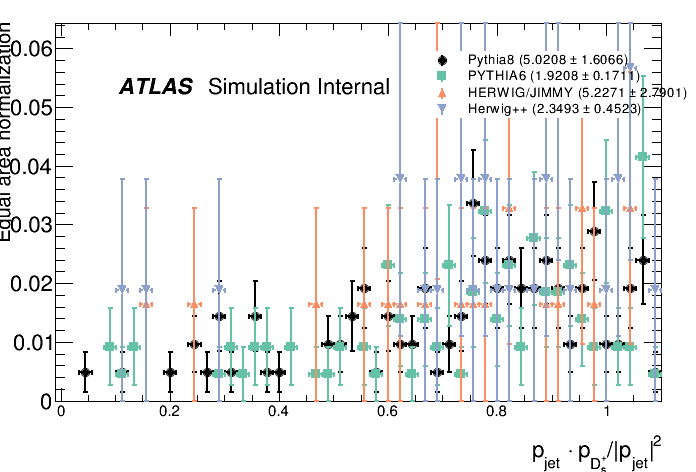 Equal area normalization
ATLAS Simulation Internal
Pythia8 (5.0208 ± 1.6066)
PYTHIA6 (1.9208 ± 0.1711)
HERWIG/JIMMY (5.2271 ± 2.7901)
Herwig++ (2.3493 ± 0.4523)
0.06
0.05
0.04
0.03
0.02
0.01
0
0 0.2 0.4 0.6 0.8 1
p_jet · p_{D_s^+}/|p_jet|^2